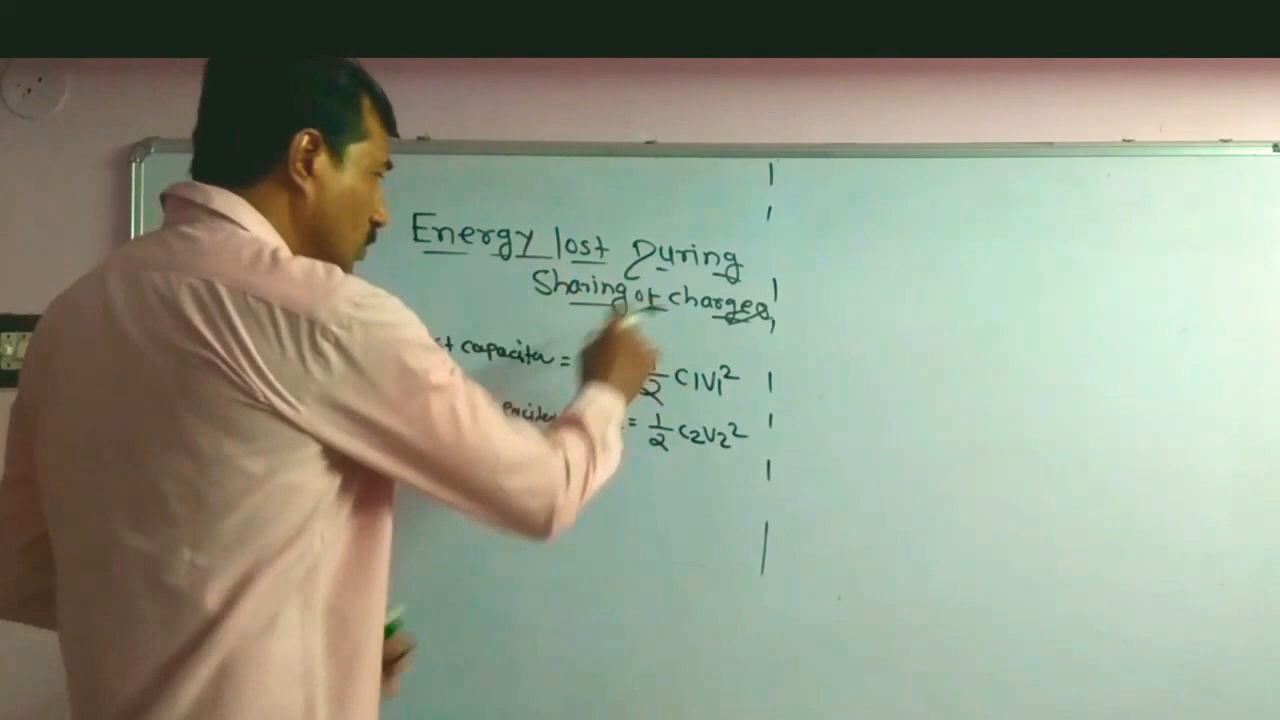 Energy lost During
Sharing of charges
capacitor = 1/2 C1V1²
= 1/2 C2V2²